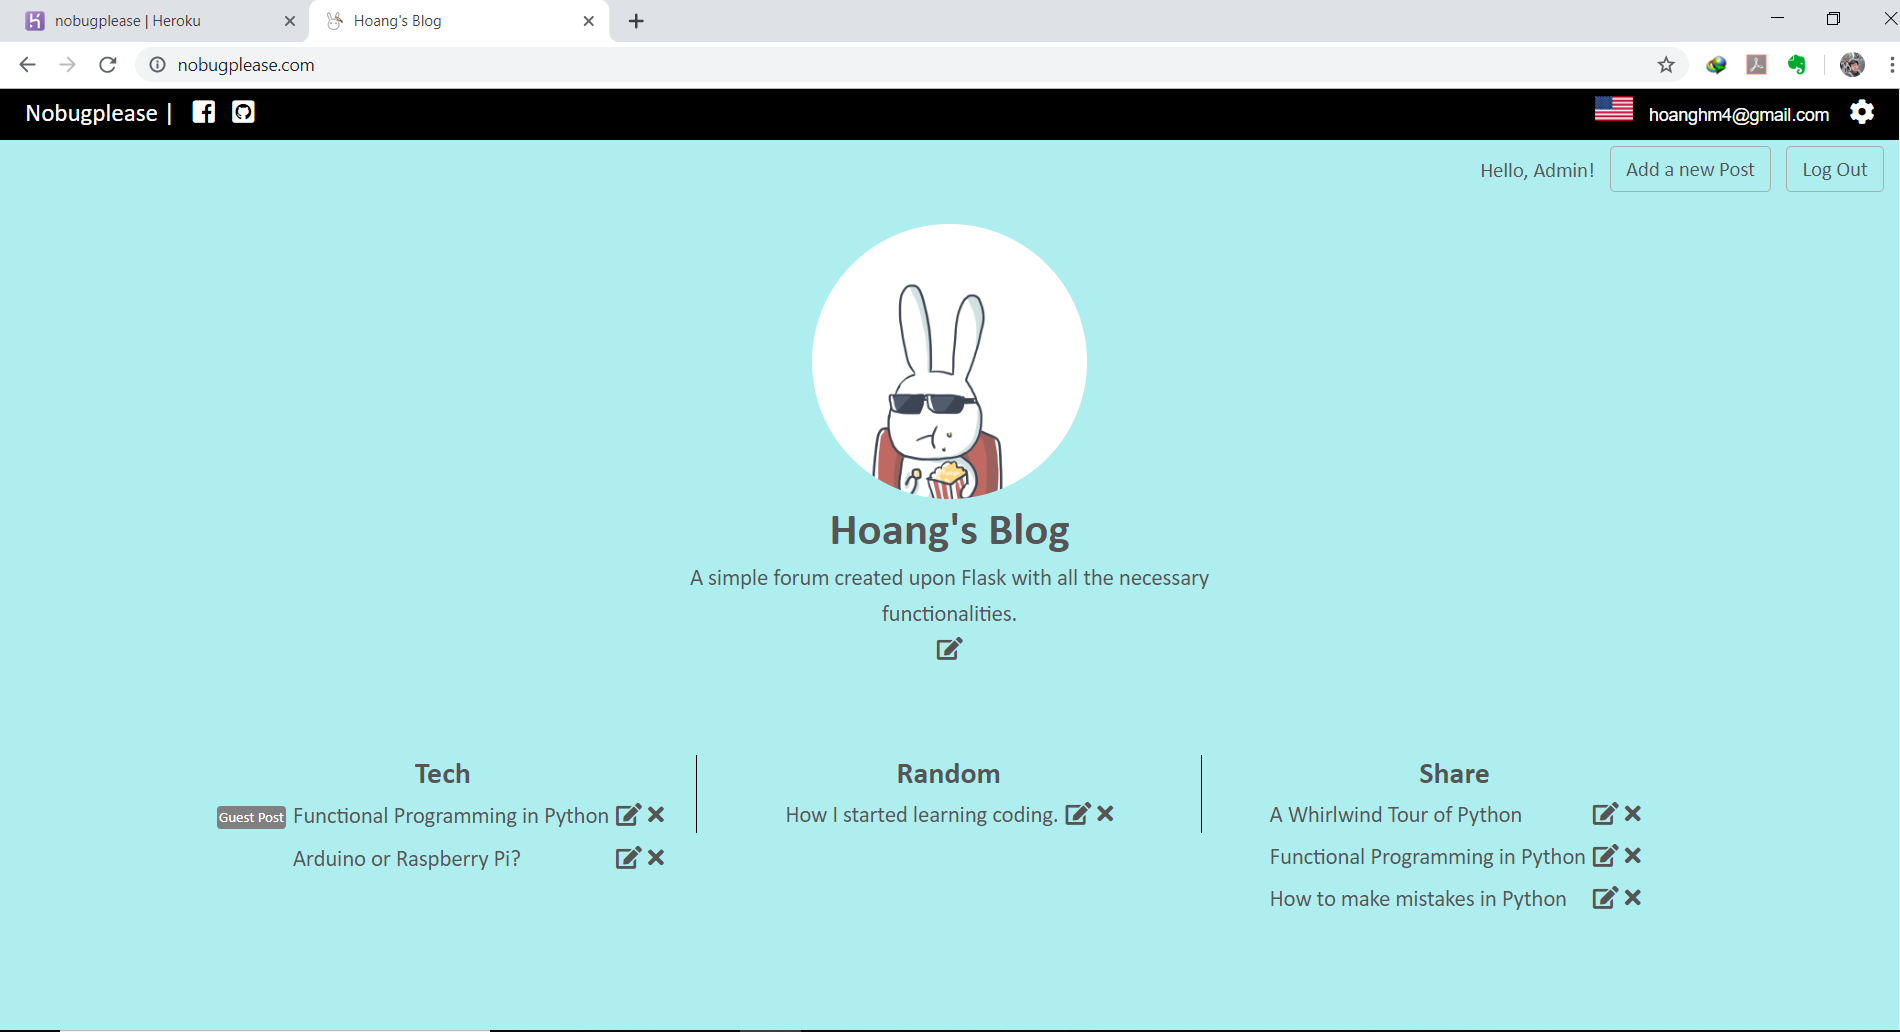 nobugplease | Heroku
Hoang's Blog
nobugplease.com
Nobugplease |
hoanghm4@gmail.com
Hello, Admin!
Add a new Post
Log Out
Hoang's Blog
A simple forum created upon Flask with all the necessary
functionalities.
Tech
Guest Post Functional Programming in Python
Arduino or Raspberry Pi?
Random
How I started learning coding.
Share
A Whirlwind Tour of Python
Functional Programming in Python
How to make mistakes in Python